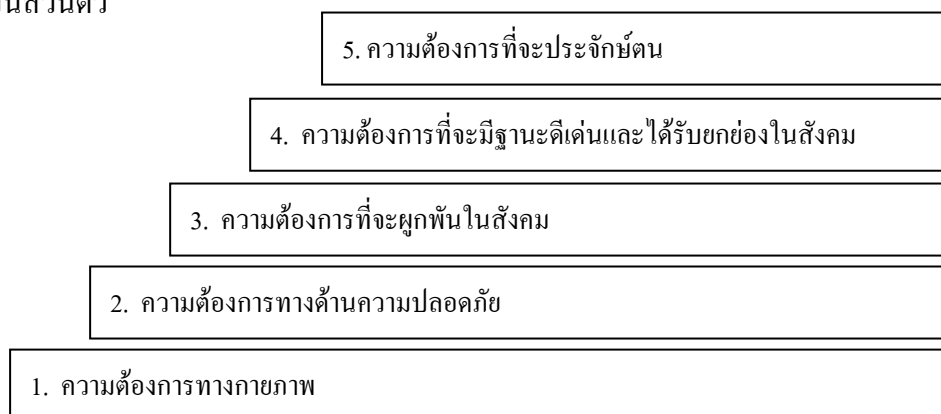 5. ความต้องการที่จะประจักษ์ตน
4. ความต้องการที่จะมีฐานะดีเด่นและได้รับยกย่องในสังคม
3. ความต้องการที่จะผูกพันในสังคม
2. ความต้องการทางด้านความปลอดภัย
1. ความต้องการทางกายภาพ